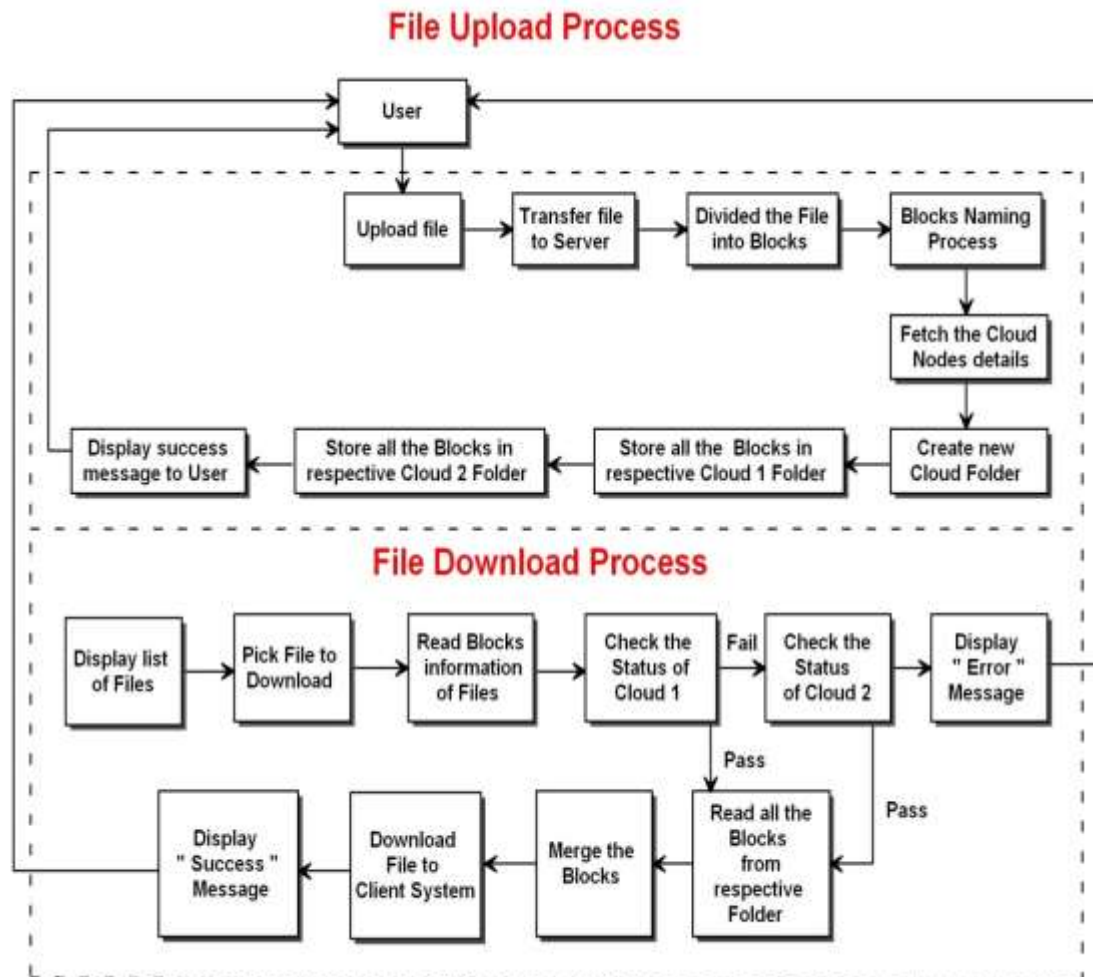 File Upload Process
User
Upload file
Transfer file
to Server
Divided the File
into Blocks
Blocks Naming
Process
Fetch the Cloud
Nodes details
Display success
message to User
Store all the Blocks in
respective Cloud 2 Folder
Store all the Blocks in
respective Cloud 1 Folder
Create new
Cloud Folder
File Download Process
Display list
of Files
Pick File to
Download
Read Blocks
information
of Files
Check the
Status of
Cloud 1
Fail
Check the
Status
of Cloud 2
Display
" Error "
Message
Pass
Pass
Display
" Success "
Message
Download
File to
Client System
Merge the
Blocks
Read all the
Blocks
from
respective
Folder